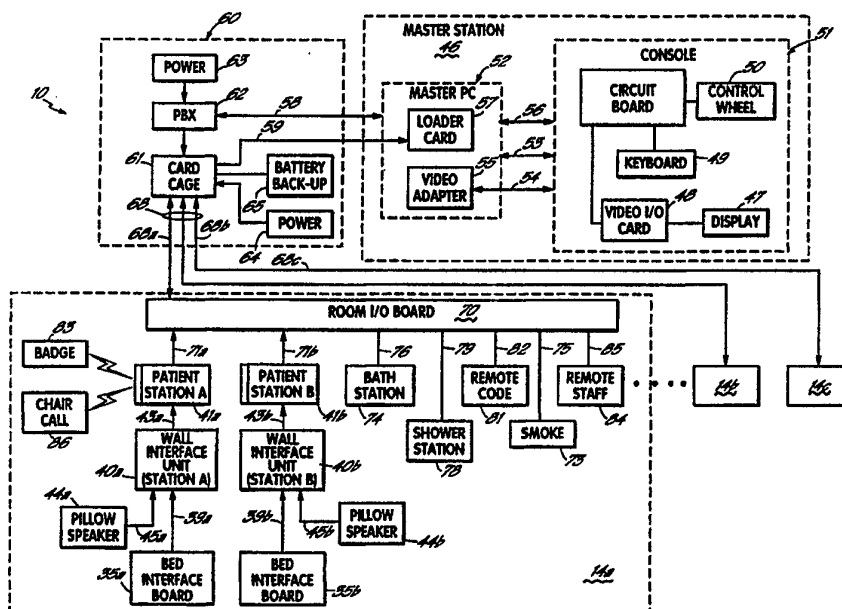 60
MASTER STATION
46
51
POWER
63
10
PBX
62
58
59
61
CARD CAGE
BATTERY BACK-UP
65
POWER
64
52
MASTER PC
LOADER CARD
57
VIDEO ADAPTER
55
56
53
54
CONSOLE
CIRCUIT BOARD
50
CONTROL WHEEL
KEYBOARD
49
48
VIDEO I/O CARD
47
DISPLAY
68
68a
68b
68c
ROOM I/O BOARD 70
83
BADGE
CHAIR CALL
86
71a
PATIENT STATION A
41a
43a
WALL INTERFACE UNIT (STATION A)
40a
44a
PILLOW SPEAKER
45a
39a
BED INTERFACE BOARD
35a
71b
PATIENT STATION B
41b
43b
WALL INTERFACE UNIT (STATION B)
40b
39b
45b
PILLOW SPEAKER
44b
BED INTERFACE BOARD
35b
76
BATH STATION
74
79
SHOWER STATION
78
82
REMOTE CODE
81
75
SMOKE
73
85
REMOTE STAFF
84
14b
14c
14a